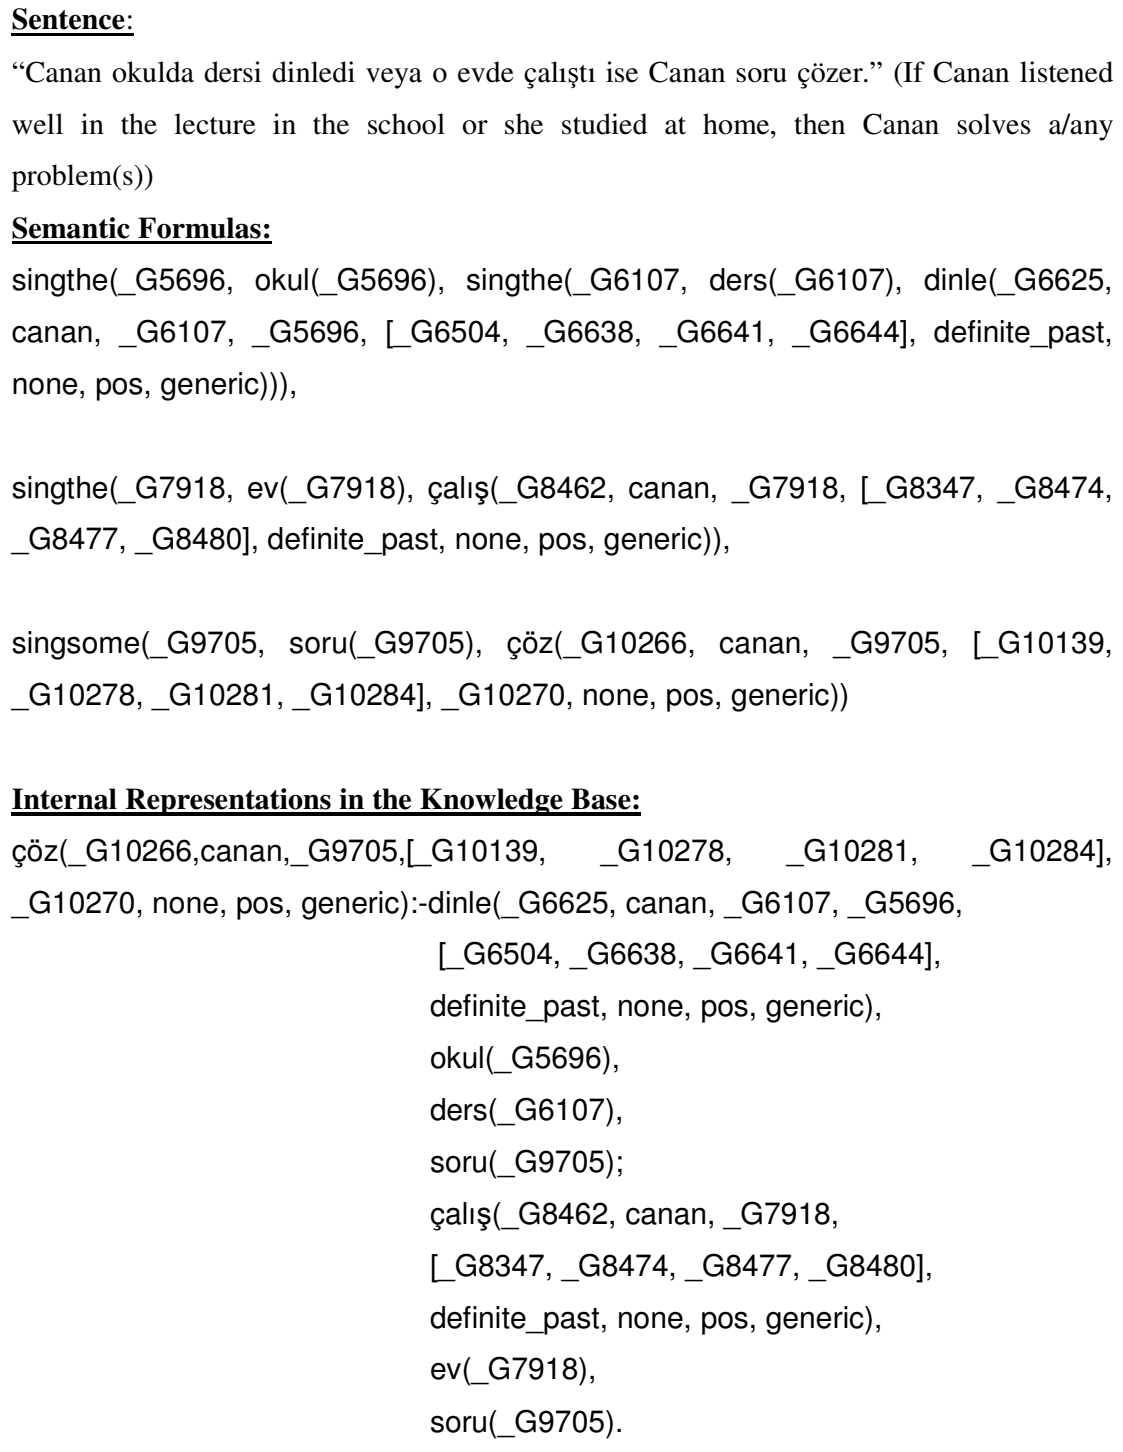 Sentence:
“Canan okulda dersi dinledi veya o evde çalıştı ise Canan soru çözer.” (If Canan listened
well in the lecture in the school or she studied at home, then Canan solves a/any
problem(s))
Semantic Formulas:
singthe(_G5696, okul(_G5696), singthe(_G6107, ders(_G6107), dinle(_G6625,
canan, _G6107, _G5696, [_G6504, _G6638, _G6641, _G6644], definite_past,
none, pos, generic))),
singthe(_G7918, ev(_G7918), çalış(_G8462, canan, _G7918, [_G8347, _G8474,
_G8477, _G8480], definite_past, none, pos, generic)),
singsome(_G9705, soru(_G9705), çöz(_G10266, canan, _G9705, [_G10139,
_G10278, _G10281, _G10284], _G10270, none, pos, generic))
Internal Representations in the Knowledge Base:
çöz(_G10266,canan,_G9705,[_G10139, _G10278, _G10281, _G10284],
_G10270, none, pos, generic):-dinle(_G6625, canan, _G6107, _G5696,
[_G6504, _G6638, _G6641, _G6644],
definite_past, none, pos, generic),
okul(_G5696),
ders(_G6107),
soru(_G9705);
çalış(_G8462, canan, _G7918,
[_G8347, _G8474, _G8477, _G8480],
definite_past, none, pos, generic),
ev(_G7918),
soru(_G9705).